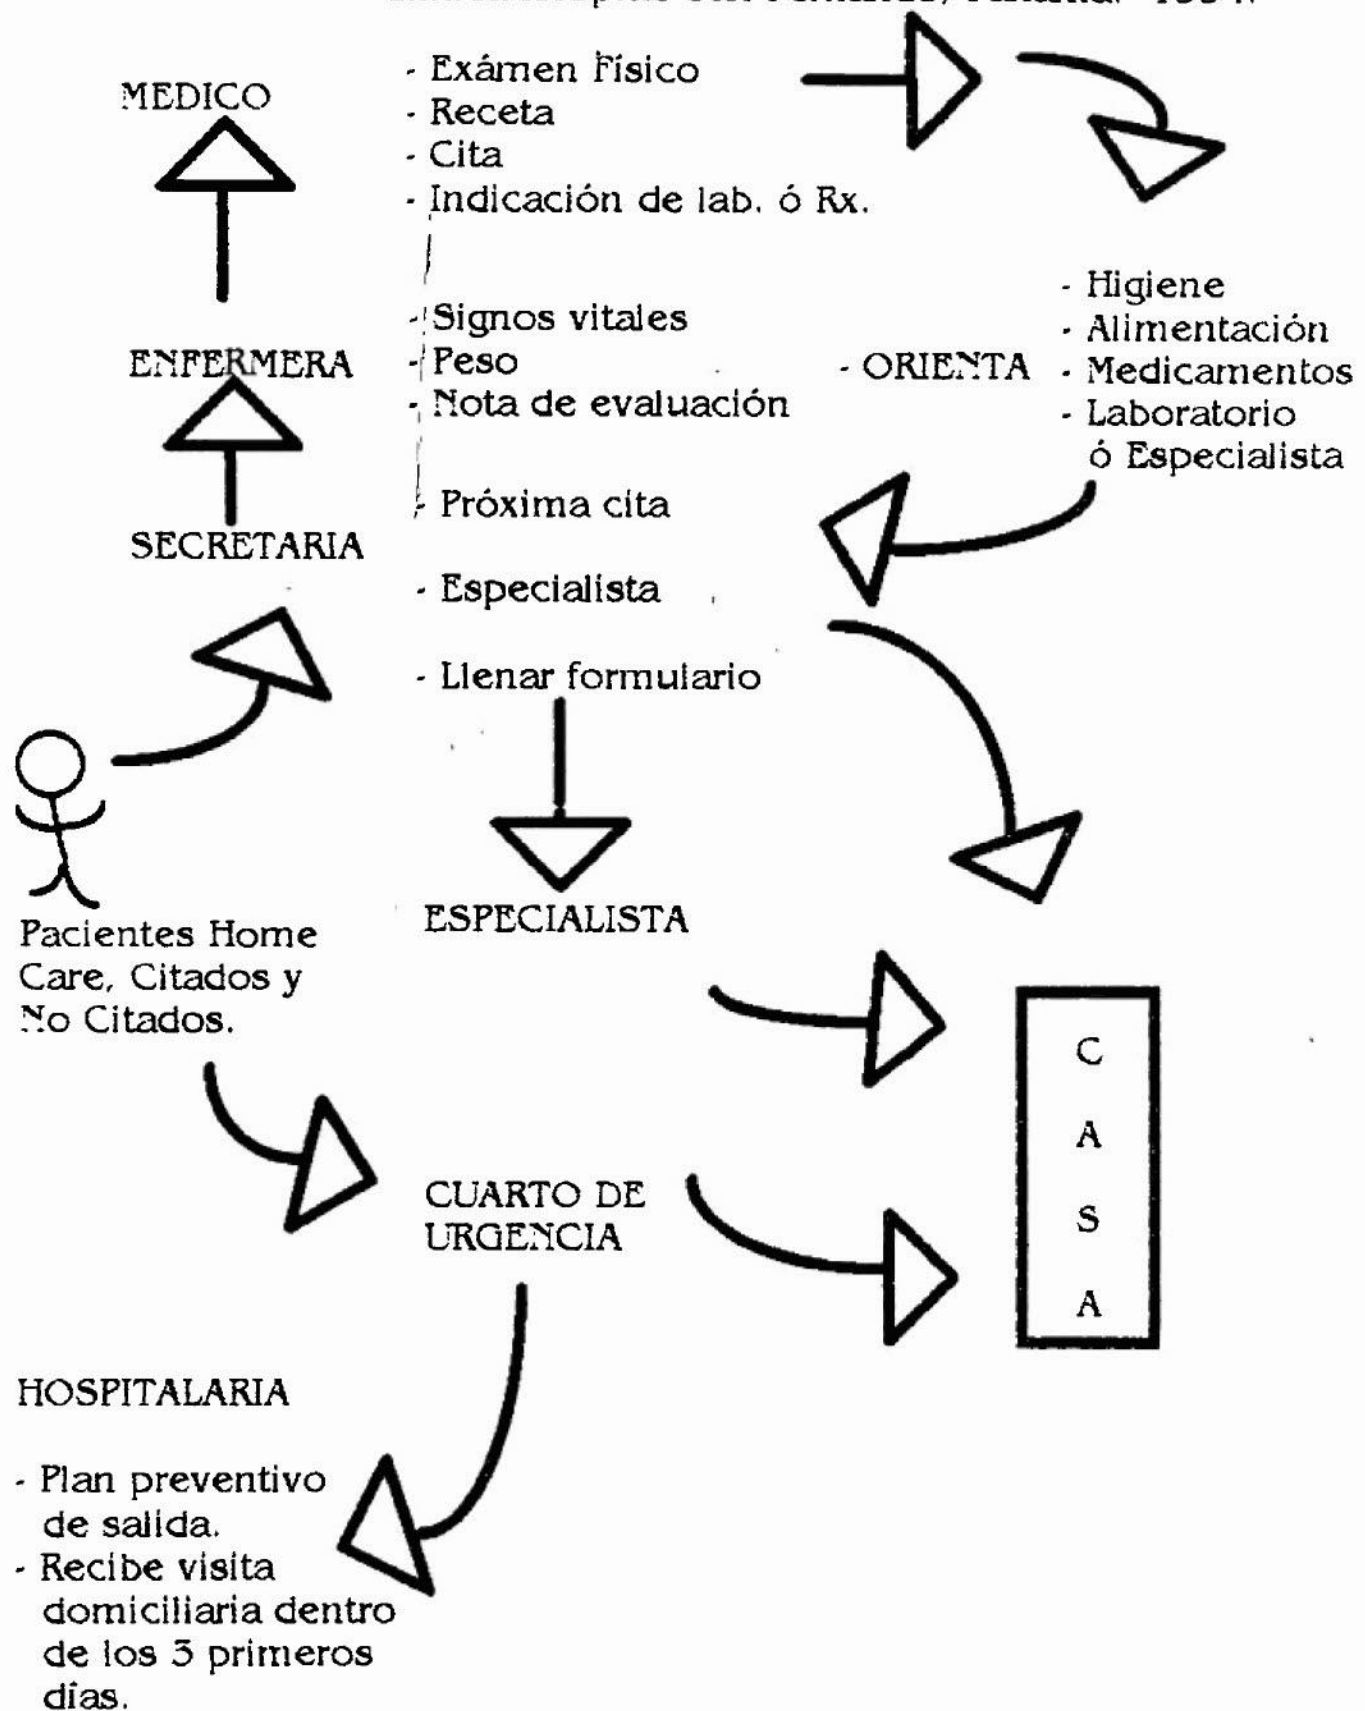 MEDICO
- Exámen Físico
- Receta
- Cita
- Indicación de lab. ó Rx.
ENFERMERA
- Signos vitales
- Peso
- Nota de evaluación
- ORIENTA
- Higiene
- Alimentación
- Medicamentos
- Laboratorio
ó Especialista
SECRETARIA
- Próxima cita
- Especialista
- Llenar formulario
Pacientes Home
Care, Citados y
No Citados.
ESPECIALISTA
C
A
S
A
CUARTO DE
URGENCIA
HOSPITALARIA
- Plan preventivo
de salida.
- Recibe visita
domiciliaria dentro
de los 3 primeros
días.